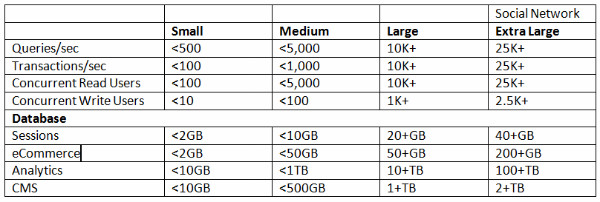 Social Network
Small Medium Large Extra Large
Queries/sec <500 <5,000 10K+ 25K+
Transactions/sec <100 <1,000 10K+ 25K+
Concurrent Read Users <100 <5,000 10K+ 25K+
Concurrent Write Users <10 <100 1K+ 2.5K+
Database
Sessions <2GB <10GB 20+GB 40+GB
eCommerce <2GB <50GB 50+GB 200+GB
Analytics <10GB <1TB 10+TB 100+TB
CMS <10GB <500GB 1+TB 2+TB